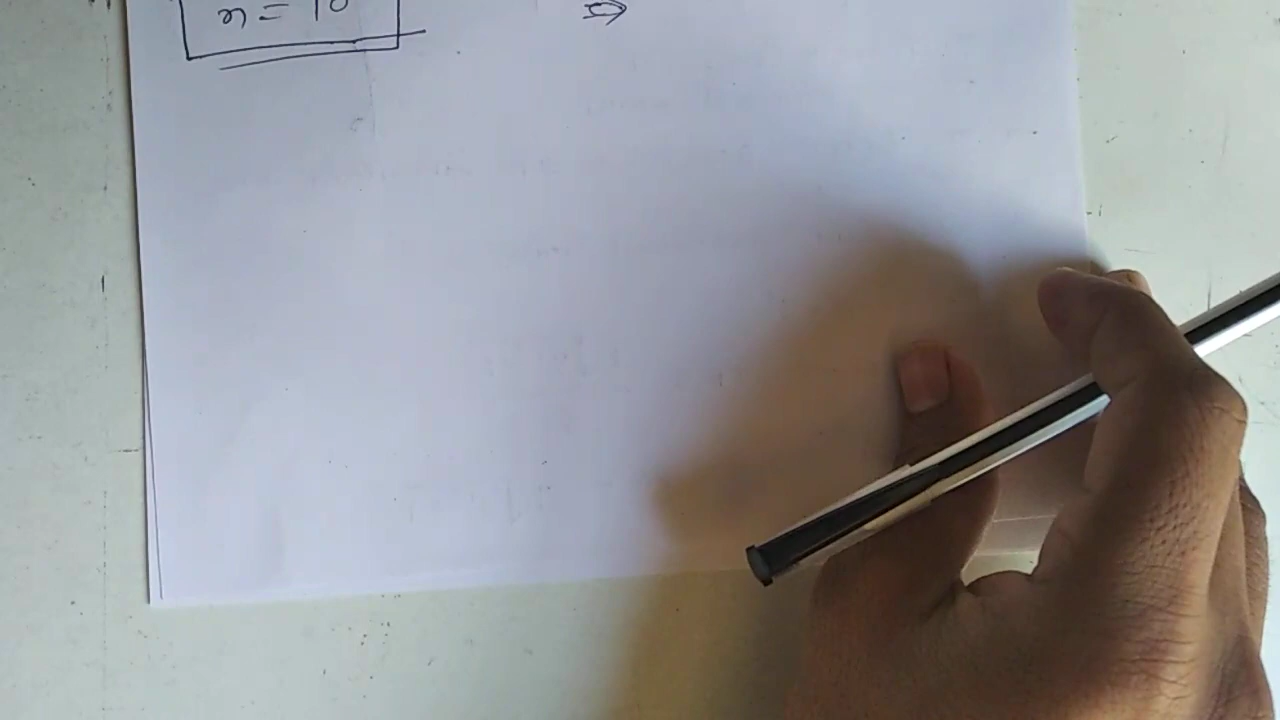 n = 10
⇒